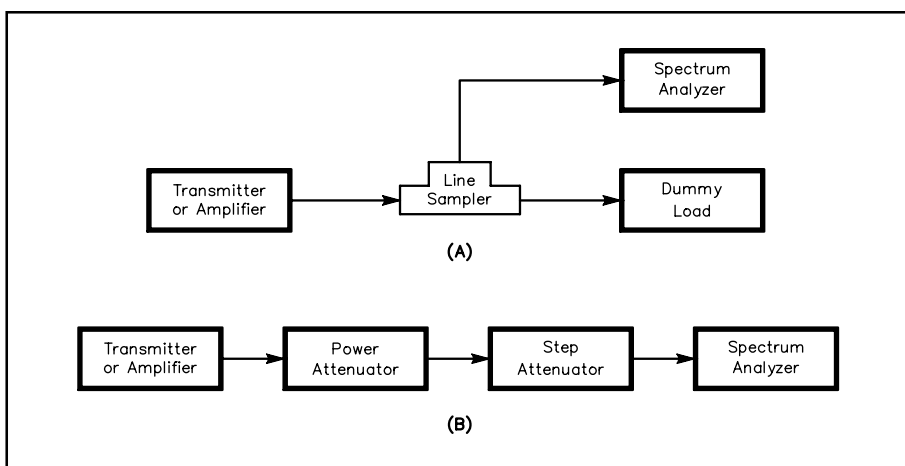 Spectrum
Analyzer
Transmitter
or Amplifier
Line
Sampler
Dummy
Load
(A)
Transmitter
or Amplifier
Power
Attenuator
Step
Attenuator
Spectrum
Analyzer
(B)